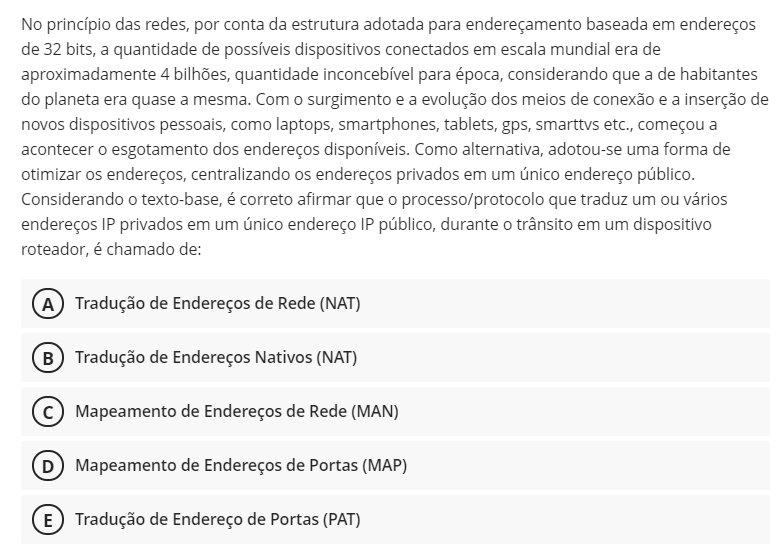 No princípio das redes, por conta da estrutura adotada para endereçamento baseada em endereços
de 32 bits, a quantidade de possíveis dispositivos conectados em escala mundial era de
aproximadamente 4 bilhões, quantidade inconcebível para época, considerando que a de habitantes
do planeta era quase a mesma. Com o surgimento e a evolução dos meios de conexão e a inserção de
novos dispositivos pessoais, como laptops, smartphones, tablets, gps, smarttvs etc., começou a
acontecer o esgotamento dos endereços disponíveis. Como alternativa, adotou-se uma forma de
otimizar os endereços, centralizando os endereços privados em um único endereço público.
Considerando o texto-base, é correto afirmar que o processo/protocolo que traduz um ou vários
endereços IP privados em um único endereço IP público, durante o trânsito em um dispositivo
roteador, é chamado de:
A Tradução de Endereços de Rede (NAT)
B Tradução de Endereços Nativos (NAT)
C Mapeamento de Endereços de Rede (MAN)
D Mapeamento de Endereços de Portas (MAP)
E Tradução de Endereço de Portas (PAT)